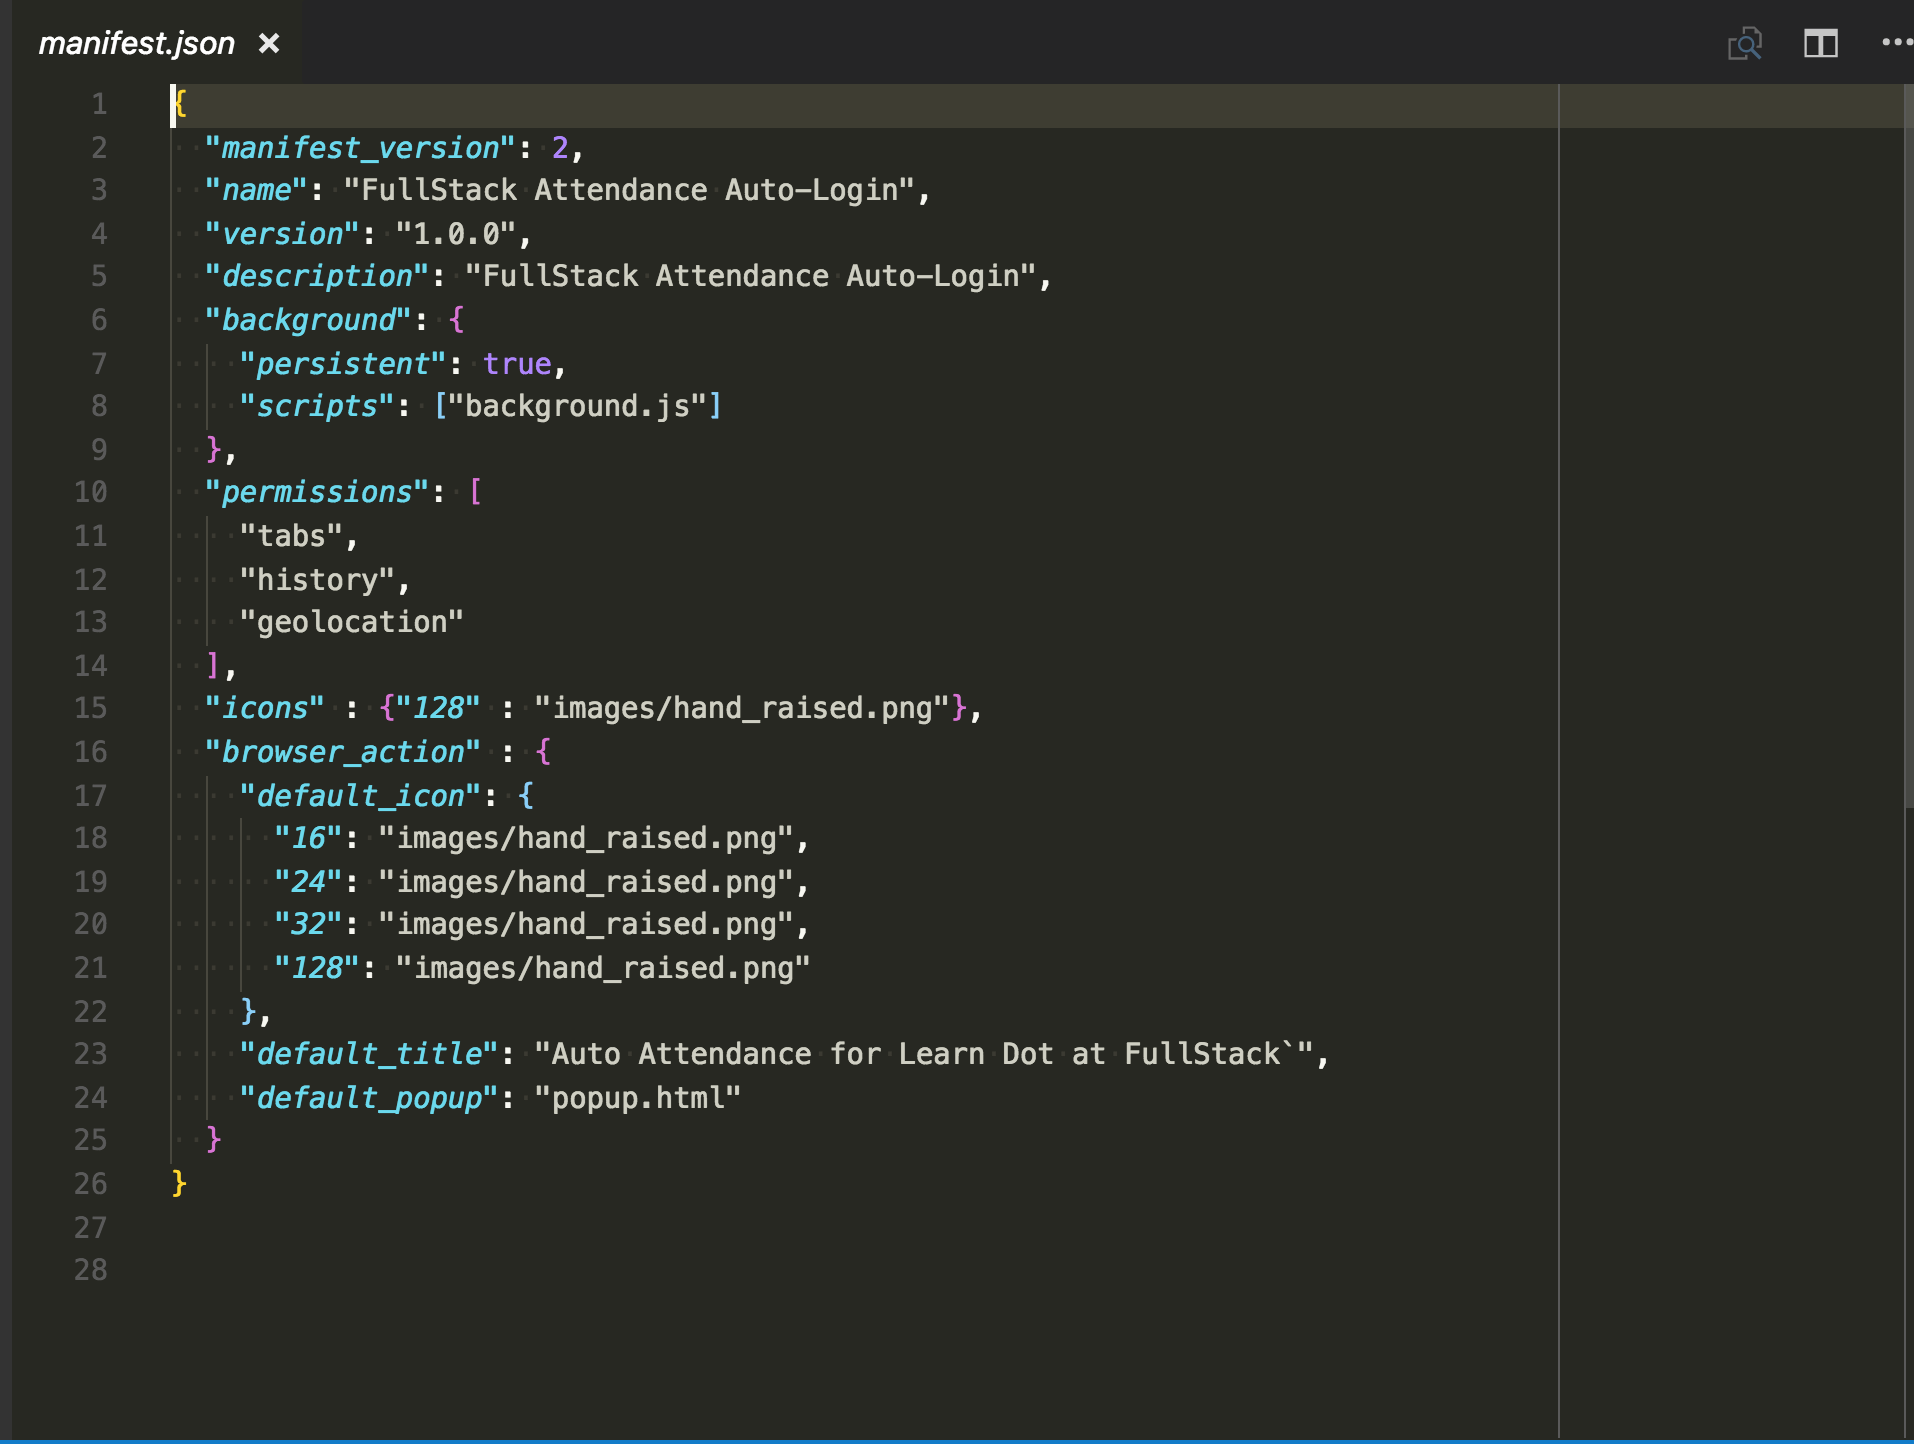 manifest.json ×
1 {
2   "manifest_version": 2,
3   "name": "FullStack Attendance Auto-Login",
4   "version": "1.0.0",
5   "description": "FullStack Attendance Auto-Login",
6   "background": {
7     "persistent": true,
8     "scripts": ["background.js"]
9   },
10   "permissions": [
11     "tabs",
12     "history",
13     "geolocation"
14   ],
15   "icons" : {"128" : "images/hand_raised.png"},
16   "browser_action" : {
17     "default_icon": {
18       "16": "images/hand_raised.png",
19       "24": "images/hand_raised.png",
20       "32": "images/hand_raised.png",
21       "128": "images/hand_raised.png"
22     },
23     "default_title": "Auto Attendance for Learn Dot at FullStack`",
24     "default_popup": "popup.html"
25   }
26 }
27
28